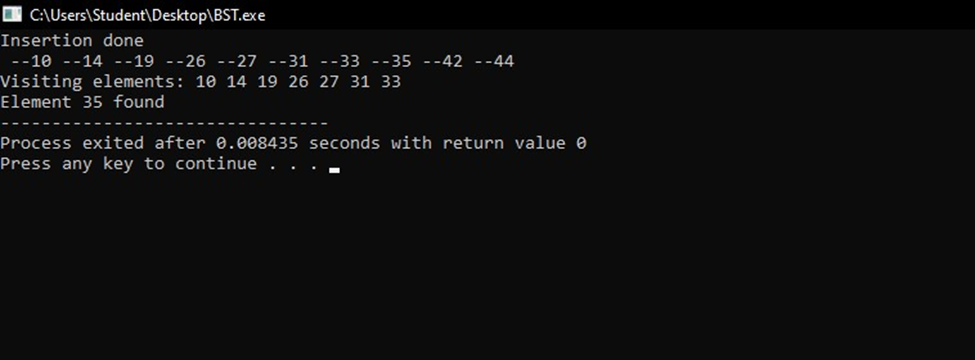 C:\Users\Student\Desktop\BST.exe
Insertion done
 --10 --14 --19 --26 --27 --31 --33 --35 --42 --44
Visiting elements: 10 14 19 26 27 31 33
Element 35 found
--------------------------------
Process exited after 0.008435 seconds with return value 0
Press any key to continue . . .